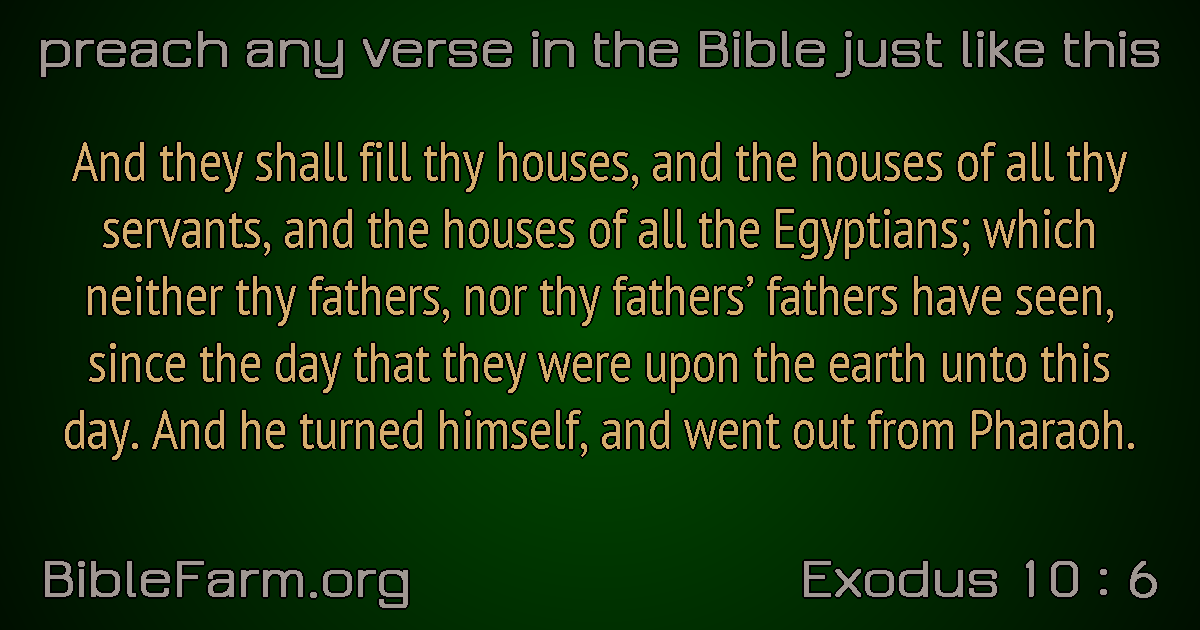 preach any verse in the Bible just like this
And they shall fill thy houses, and the houses of all thy
servants, and the houses of all the Egyptians; which
neither thy fathers, nor thy fathers’ fathers have seen,
since the day that they were upon the earth unto this
day. And he turned himself, and went out from Pharaoh.
BibleFarm.org
Exodus 10 : 6